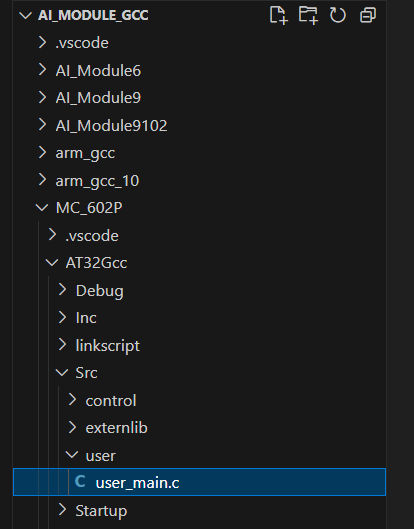 AI_MODULE_GCC
.vscode
AI_Module6
AI_Module9
AI_Module9102
arm_gcc
arm_gcc_10
MC_602P
.vscode
AT32Gcc
Debug
Inc
linkscript
Src
control
externlib
user
C user_main.c
Startup